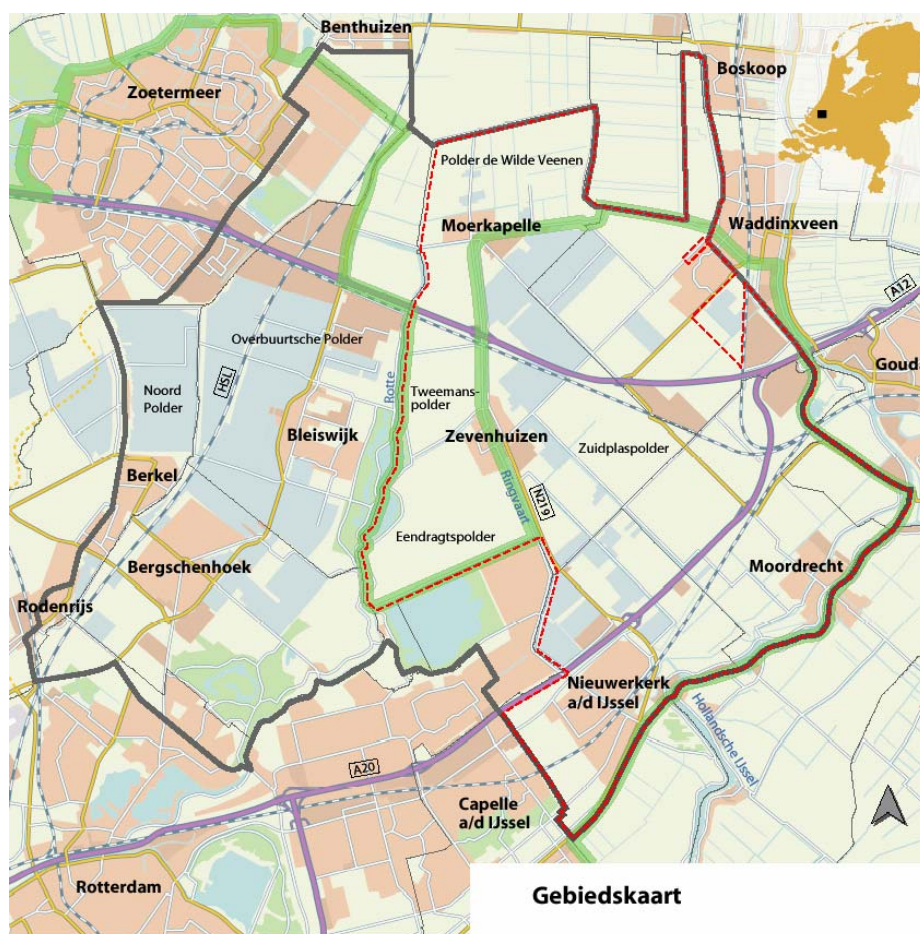 Benthuizen
Zoetermeer
Boskoop
Polder de Wilde Veenen
Moerkapelle
Waddinxveen
A12
Overbuurtsche Polder
Gouda
HSL
Rotte
Noord
Polder
Tweemans-
polder
Bleiswijk
Zevenhuizen
Zuidplaspolder
Berkel
Ringvaart
N219
Eendragtspolder
Bergschenhoek
Moordrecht
Rodenrijs
Nieuwerkerk
a/d IJssel
Hollandsche IJssel
A20
Capelle
a/d IJssel
Rotterdam
Gebiedskaart